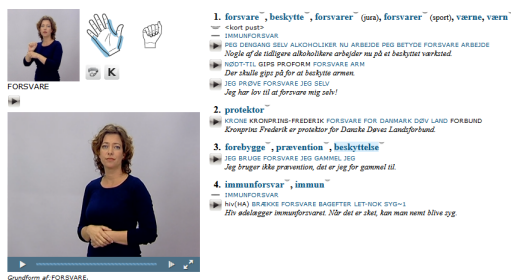 FORSVARE
K
Grundform af: FORSVARE.
1. forsvare, beskytte, forsvarer (jura), forsvarer (sport), værne, værn
<kort pust>
IMMUNFORSVAR
PEG DENGANG SELV ALKOHOLIKER NU ARBEJDE PEG BETYDE FORSVARE ARBEJDE
Nogle af de tidligere alkoholikere arbejder nu på et beskyttet værksted.
NØDT-TIL GIPS PROFORM FORSVARE ARM
Der skulle gips på for at beskytte armen.
JEG PRØVE FORSVARE JEG SELV
Jeg har lov til at forsvare mig selv!
2. protektor
KRONE KRONPRINS-FREDERIK FORSVARE FOR DANMARK DØV LAND FORBUND
Kronprins Frederik er protektor for Danske Døves Landsforbund.
3. forebygge, prævention, beskyttelse
JEG BRUGE FORSVARE JEG GAMMEL JEG
Jeg bruger ikke prævention, det er jeg for gammel til.
4. immunforsvar, immun
IMMUNFORSVAR
hiv(HA) BRÆKKE FORSVARE BAGEFTER LET-NOK SYG~1
Hiv ødelægger immunforsvaret. Når det er sket, kan man nemt blive syg.